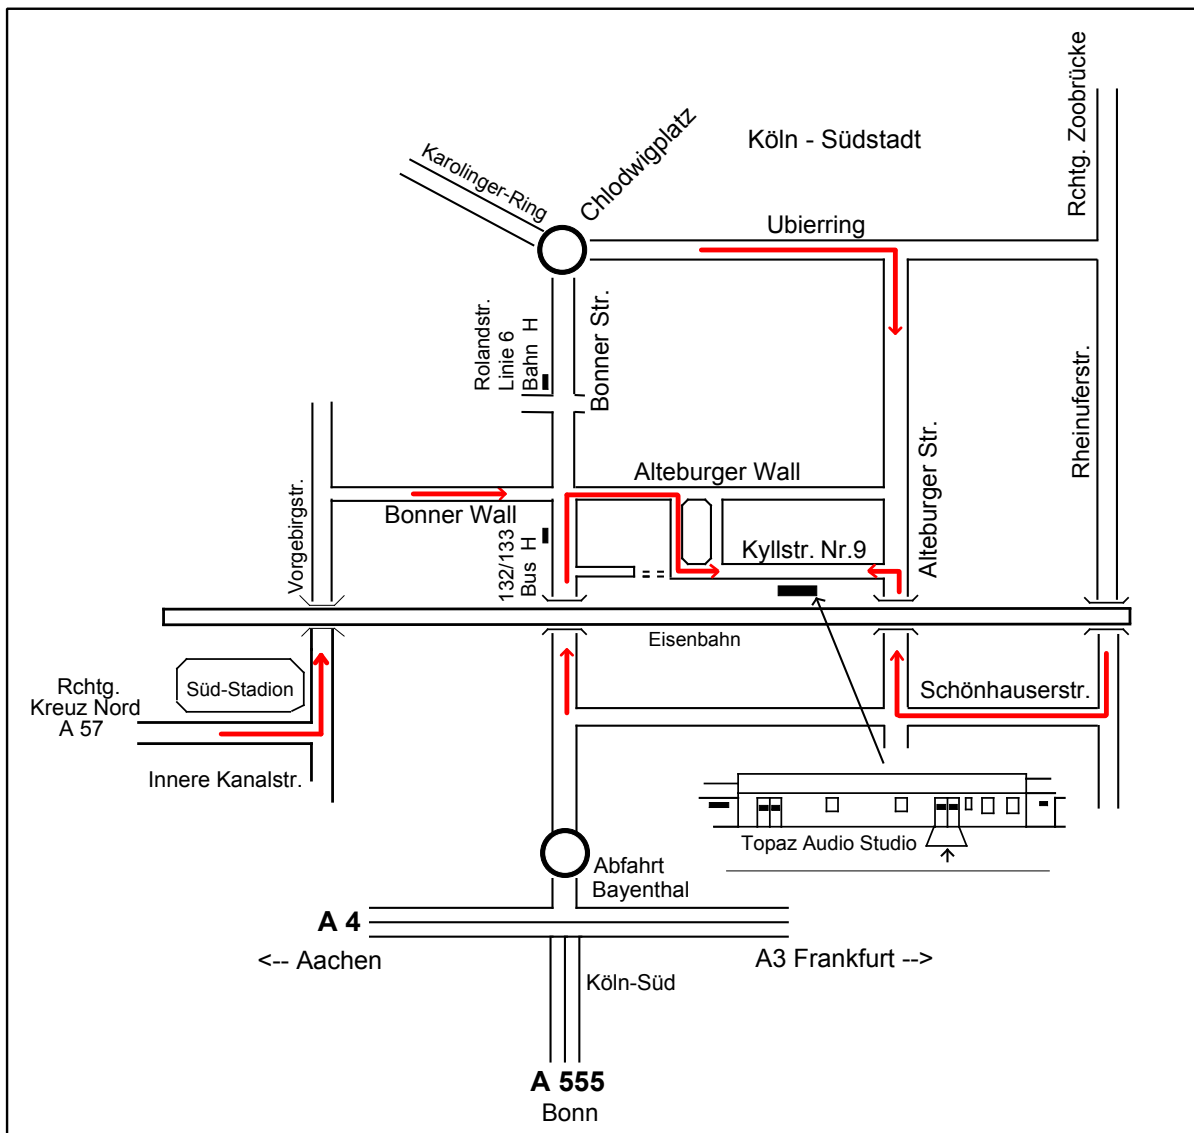 Rchtg. Zoobrücke
Köln - Südstadt
Chlodwigplatz
Karolinger-Ring
Ubierring
Rolandstr.
Linie 6
Bahn H
Bonner Str.
Alteburger Str.
Rheinuferstr.
Vorgebirgstr.
Alteburger Wall
Bonner Wall
132/133
Bus H
Kyllstr. Nr.9
Eisenbahn
Süd-Stadion
Rchtg.
Kreuz Nord
A 57
Schönhauserstr.
Innere Kanalstr.
Topaz Audio Studio
Abfahrt
Bayenthal
A 4
<-- Aachen
A3 Frankfurt -->
Köln-Süd
A 555
Bonn